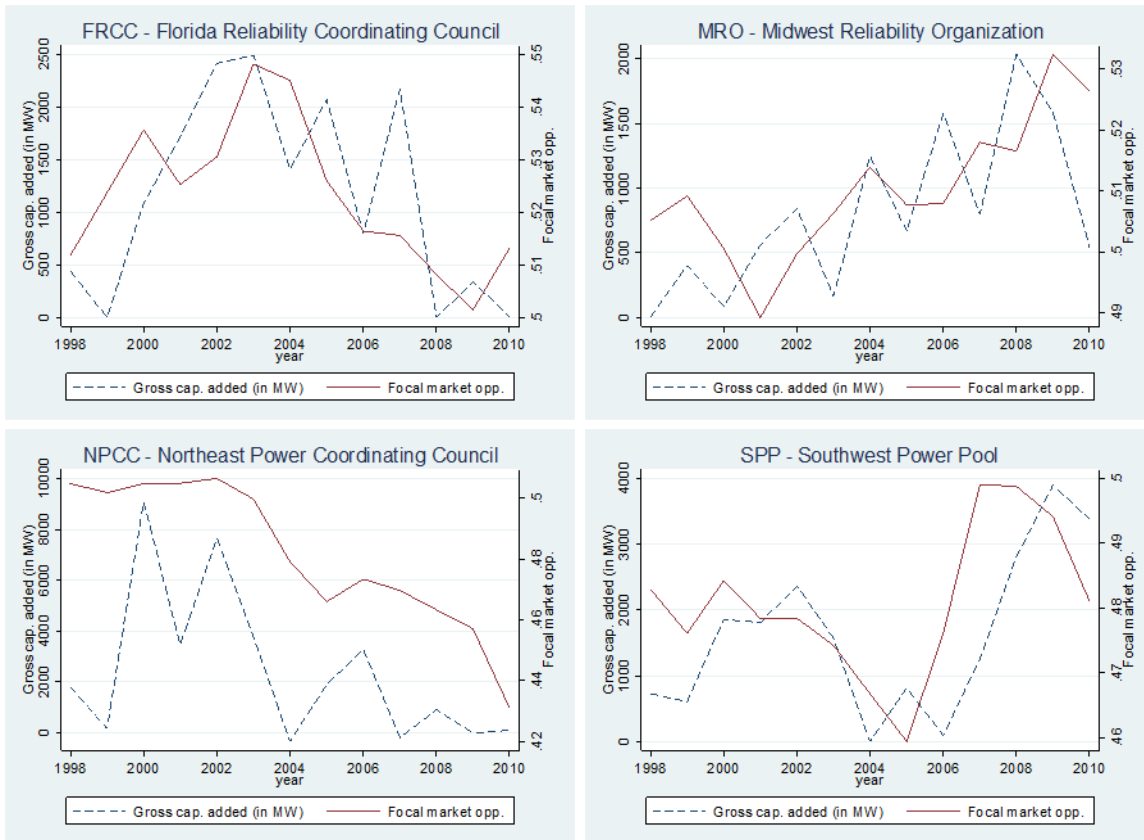 FRCC - Florida Reliability Coordinating Council
Gross cap. added (in MW)
0 500 1000 1500 2000 2500
Focal market opp.
.5 .51 .52 .53 .54 .55
1998 2000 2002 2004 2006 2008 2010
year
Gross cap. added (in MW) Focal market opp.
MRO - Midwest Reliability Organization
Gross cap. added (in MW)
0 500 1000 1500 2000
Focal market opp.
.49 .5 .51 .52 .53
1998 2000 2002 2004 2006 2008 2010
year
Gross cap. added (in MW) Focal market opp.
NPCC - Northeast Power Coordinating Council
Gross cap. added (in MW)
0 2000 4000 6000 8000 10000
Focal market opp.
.42 .44 .46 .48 .5
1998 2000 2002 2004 2006 2008 2010
year
Gross cap. added (in MW) Focal market opp.
SPP - Southwest Power Pool
Gross cap. added (in MW)
0 1000 2000 3000 4000
Focal market opp.
.46 .47 .48 .49 .5
1998 2000 2002 2004 2006 2008 2010
year
Gross cap. added (in MW) Focal market opp.